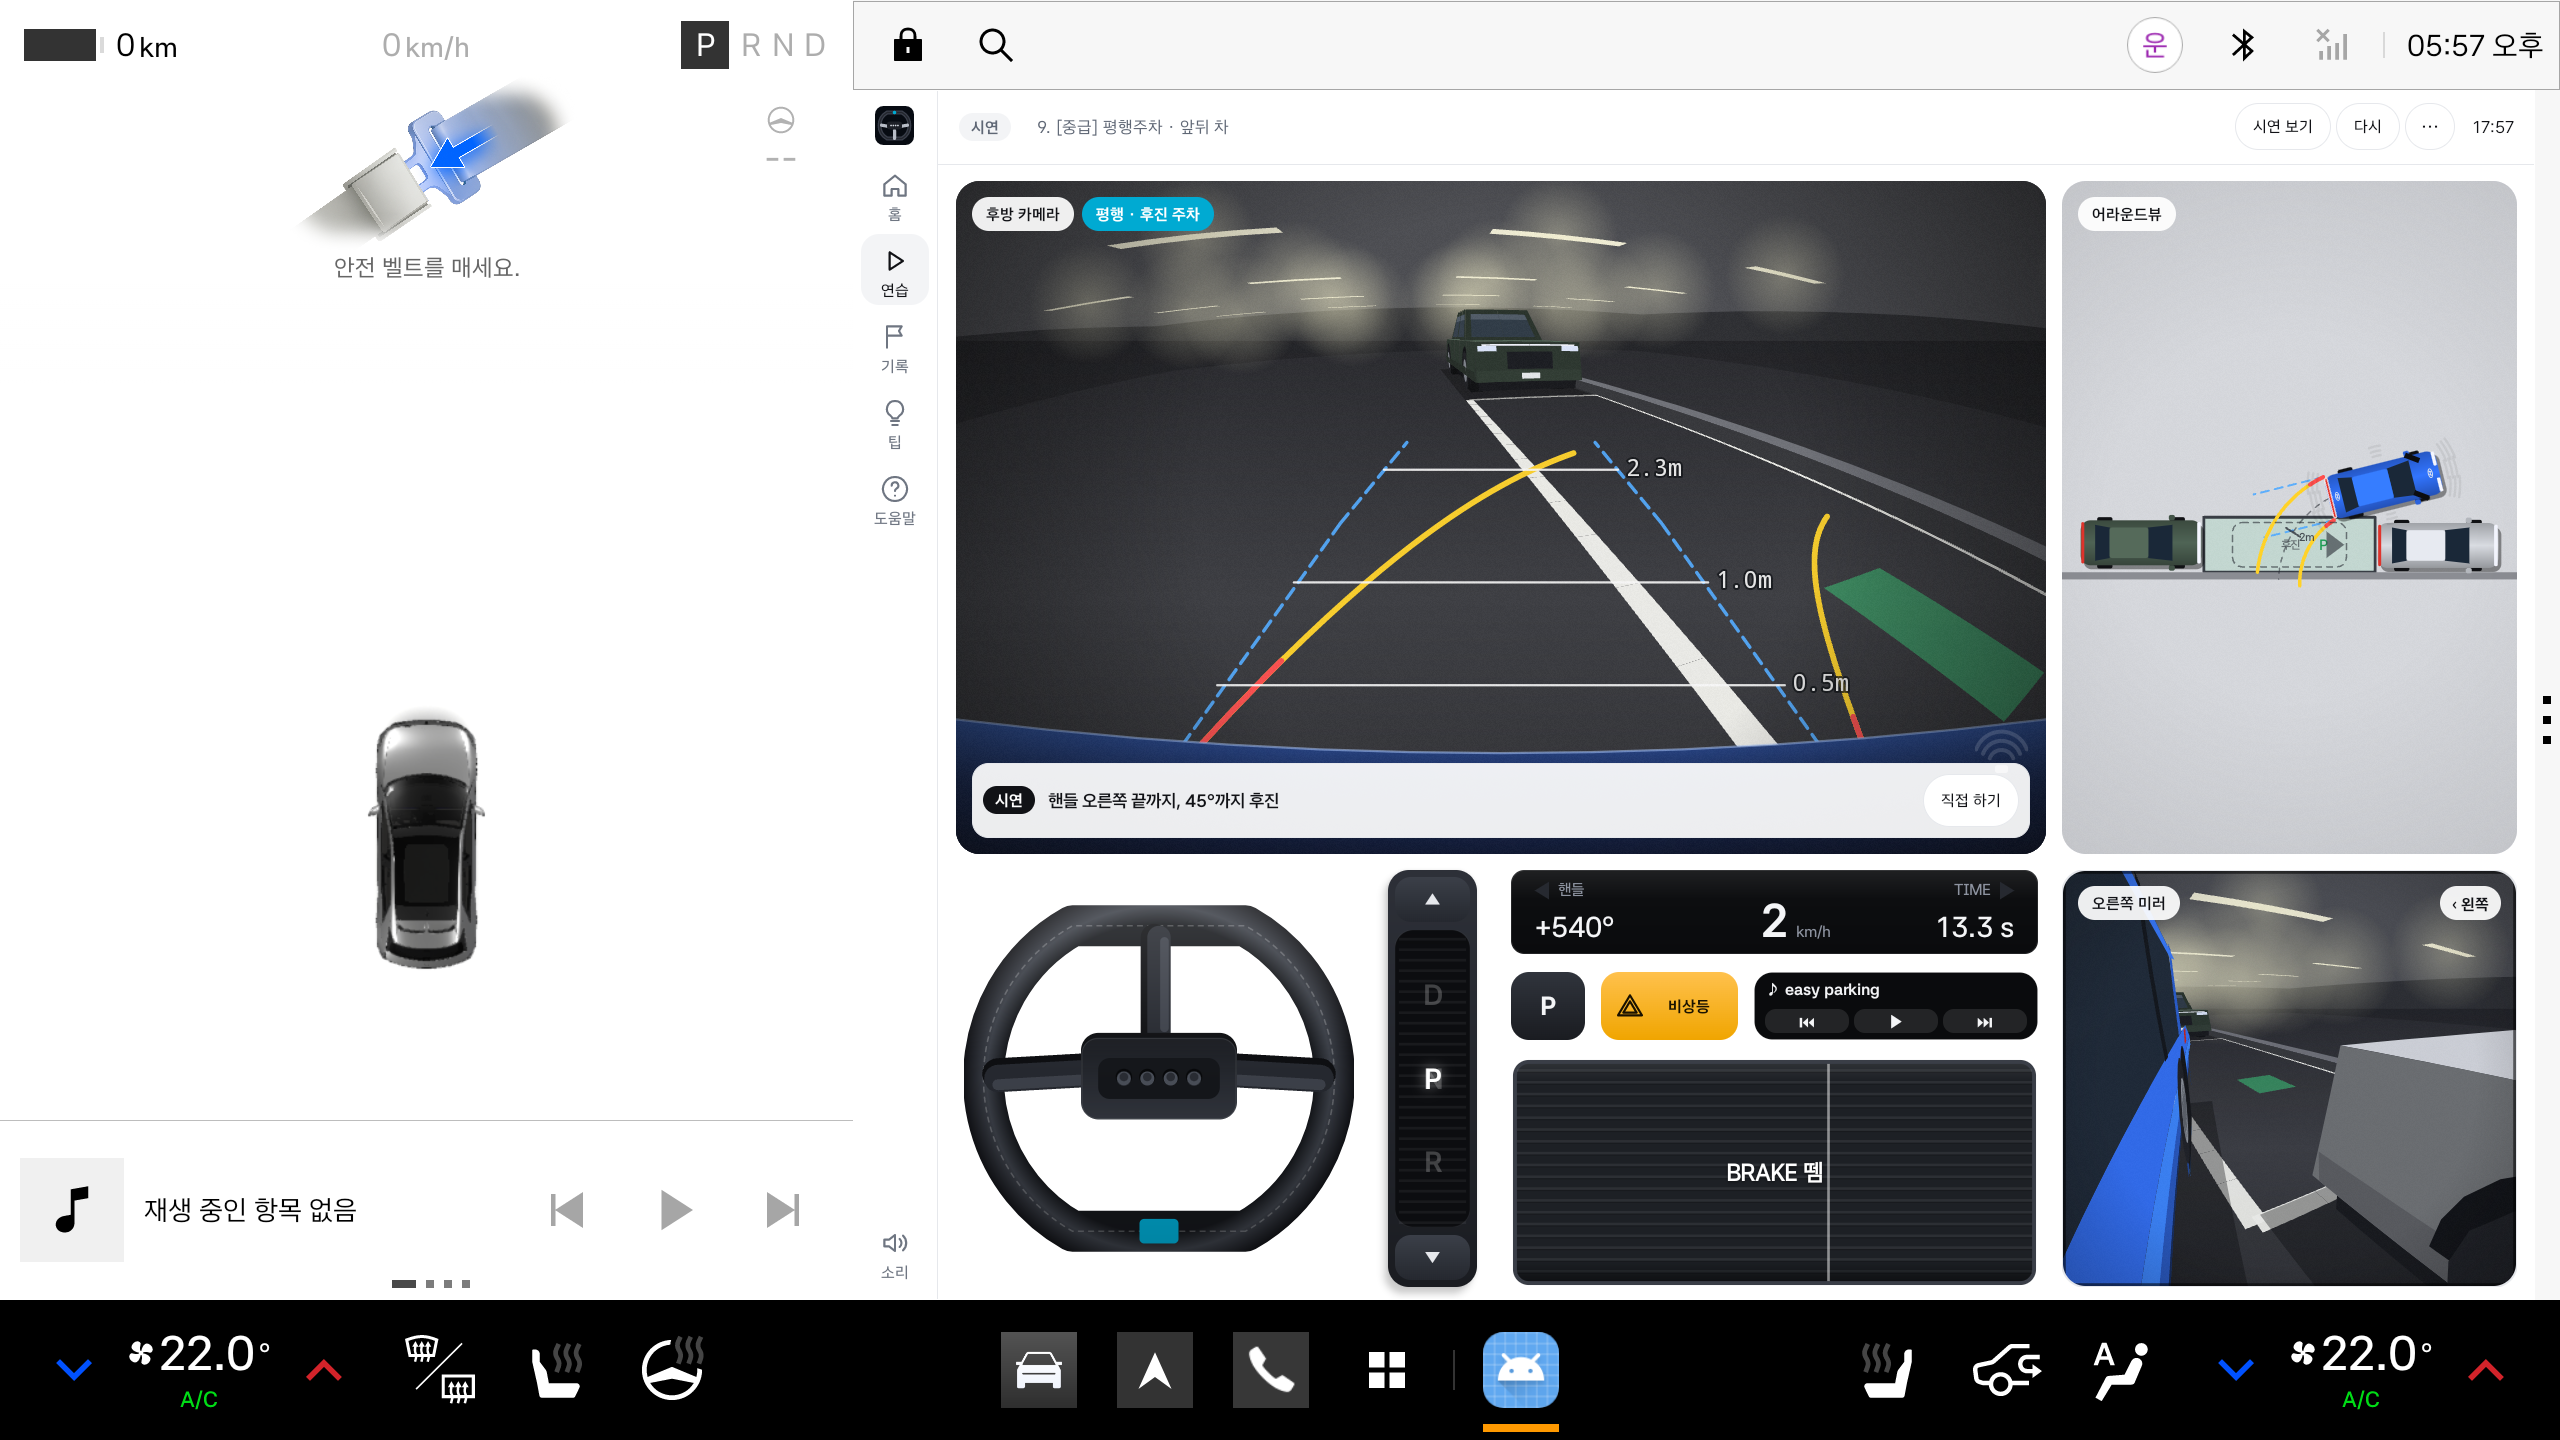 0 km
0 km/h
P R N D
안전 벨트를 매세요.
재생 중인 항목 없음
운
05:57 오후
시연
9. [중급] 평행주차 · 앞뒤 차
시연 보기
다시
···
17:57
홈
연습
기록
팁
도움말
소리
후방 카메라
평행 · 후진 주차
2.3m
1.0m
0.5m
시연
핸들 오른쪽 끝까지, 45°까지 후진
직접 하기
어라운드뷰
후진
2m
P
D
P
R
핸들
TIME
+540°
2 km/h
13.3 s
P
비상등
easy parking
BRAKE 뗌
오른쪽 미러
‹ 왼쪽
22.0°
A/C
A
22.0°
A/C